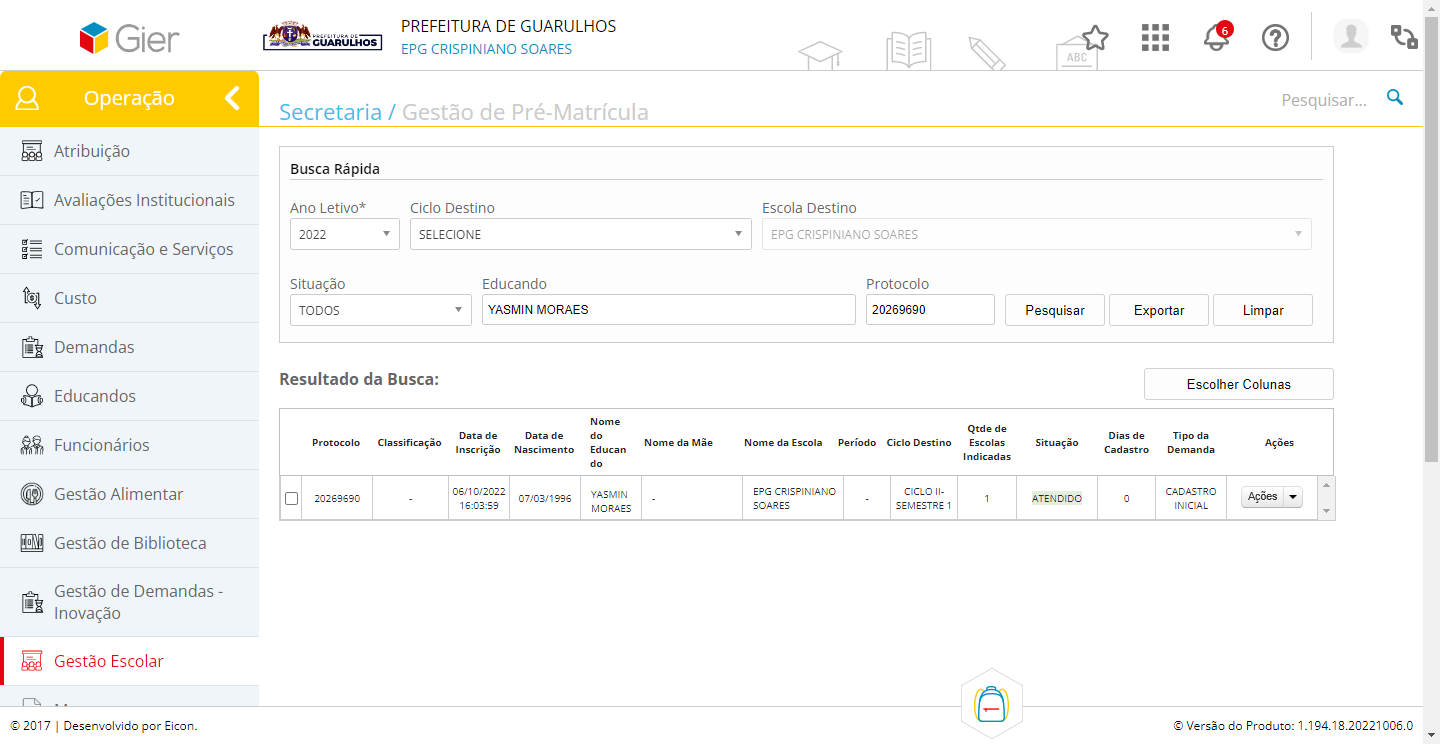 Gier
PREFEITURA DE
GUARULHOS
PREFEITURA DE GUARULHOS
EPG CRISPINIANO SOARES
ABC
6
Operação
Secretaria / Gestão de Pré-Matrícula
Pesquisar...
Atribuição
Avaliações Institucionais
Comunicação e Serviços
Custo
Demandas
Educandos
Funcionários
Gestão Alimentar
Gestão de Biblioteca
Gestão de Demandas -
Inovação
Gestão Escolar
Busca Rápida
Ano Letivo* Ciclo Destino Escola Destino
2022 SELECIONE EPG CRISPINIANO SOARES
Situação Educando Protocolo
TODOS YASMIN MORAES 20269690 Pesquisar Exportar Limpar
Resultado da Busca:
Escolher Colunas
Protocolo
Classificação
Data de
Inscrição
Data de
Nascimento
Nome
do
Educan
do
Nome da Mãe
Nome da Escola
Período
Ciclo Destino
Qtde de
Escolas
Indicadas
Situação
Dias de
Cadastro
Tipo da
Demanda
Ações
20269690
-
06/10/2022
16:03:59
07/03/1996
YASMIN
MORAES
-
EPG CRISPINIANO
SOARES
-
CICLO II-
SEMESTRE 1
1
ATENDIDO
0
CADASTRO
INICIAL
Ações
© 2017 | Desenvolvido por Eicon.
© Versão do Produto: 1.194.18.20221006.0